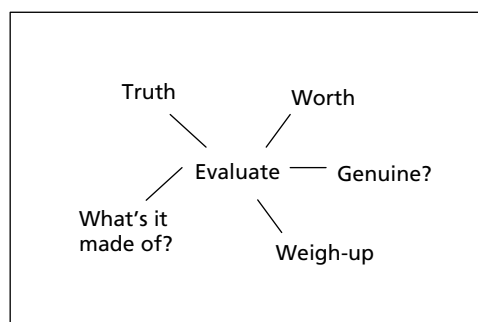 Truth
Worth
Evaluate
Genuine?
What's it
made of?
Weigh-up